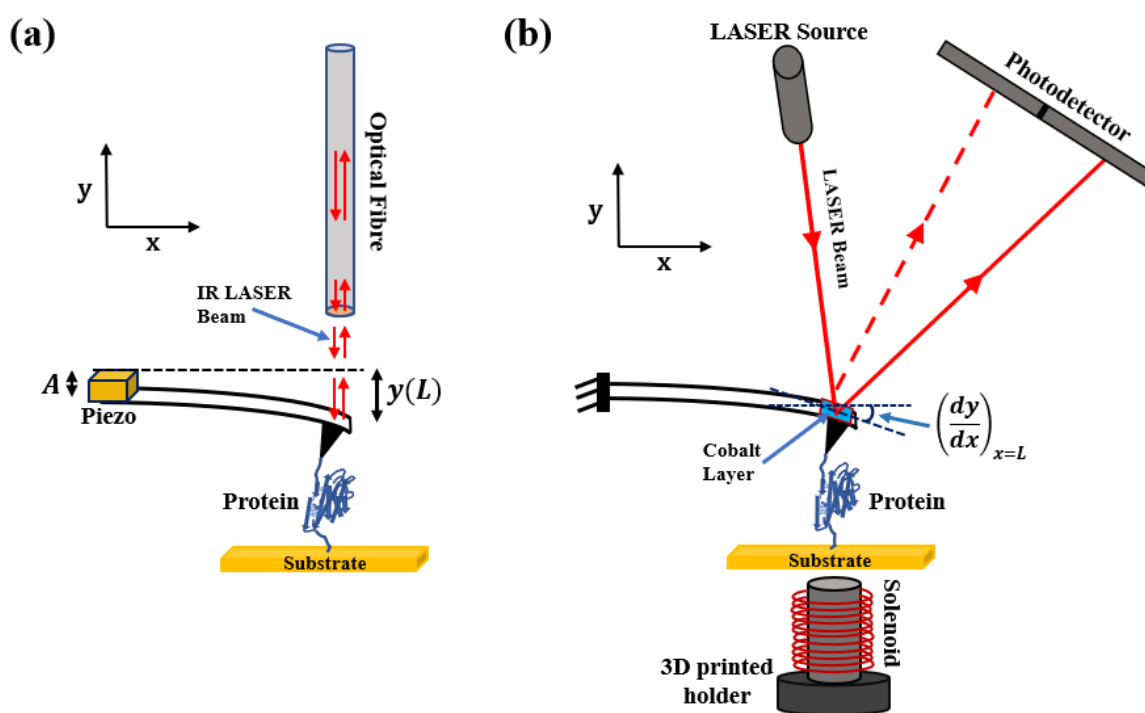 (a)
Optical Fibre
y
x
IR LASER
Beam
A
Piezo
y(L)
Protein
Substrate
(b)
LASER Source
Photodetector
LASER Beam
y
x
(dy/dx)x=L
Cobalt
Layer
Protein
Substrate
Solenoid
3D printed
holder